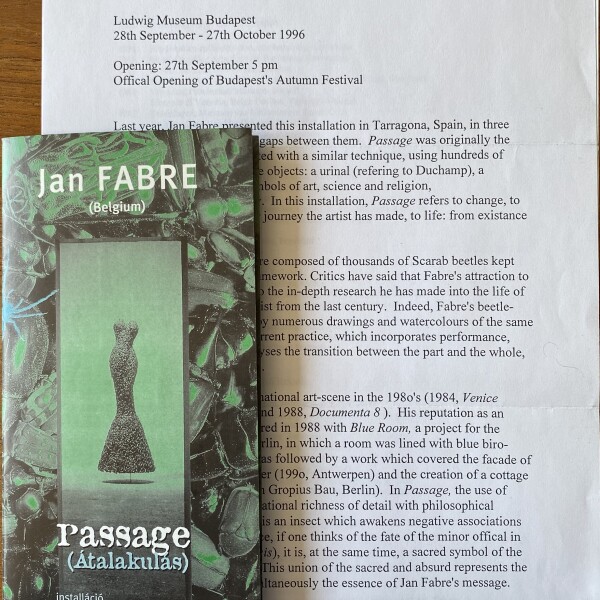 Ludwig Museum Budapest
28th September - 27th October 1996
Opening: 27th September 5 pm
Offical Opening of Budapest's Autumn Festival
Last year, Jan Fabre presented this installation in Tarragona, Spain, in three
gaps between them. Passage was originally the
ted with a similar technique, using hundreds of
e objects: a urinal (refering to Duchamp), a
mbols of art, science and religion,
. In this installation, Passage refers to change, to
journey the artist has made, to life: from existance
re composed of thousands of Scarab beetles kept
mework. Critics have said that Fabre's attraction to
o the in-depth research he has made into the life of
ist from the last century. Indeed, Fabre's beetle-
by numerous drawings and watercolours of the same
rrent practice, which incorporates performance,
yses the transition between the part and the whole,
.
national art-scene in the 198o's (1984, Venice
nd 1988, Documenta 8 ). His reputation as an
red in 1988 with Blue Room, a project for the
rlin, in which a room was lined with blue biro-
as followed by a work which covered the facade of
er (199o, Antwerpen) and the creation of a cottage
n Gropius Bau, Berlin). In Passage, the use of
ational richness of detail with philosophical
is an insect which awakens negative associations
ce, if one thinks of the fate of the minor offical in
is), it is, at the same time, a sacred symbol of the
This union of the sacred and absurd represents the
ltaneously the essence of Jan Fabre's message.
Jan FABRE
(Belgium)
Passage
(Átalakulás)
installáció